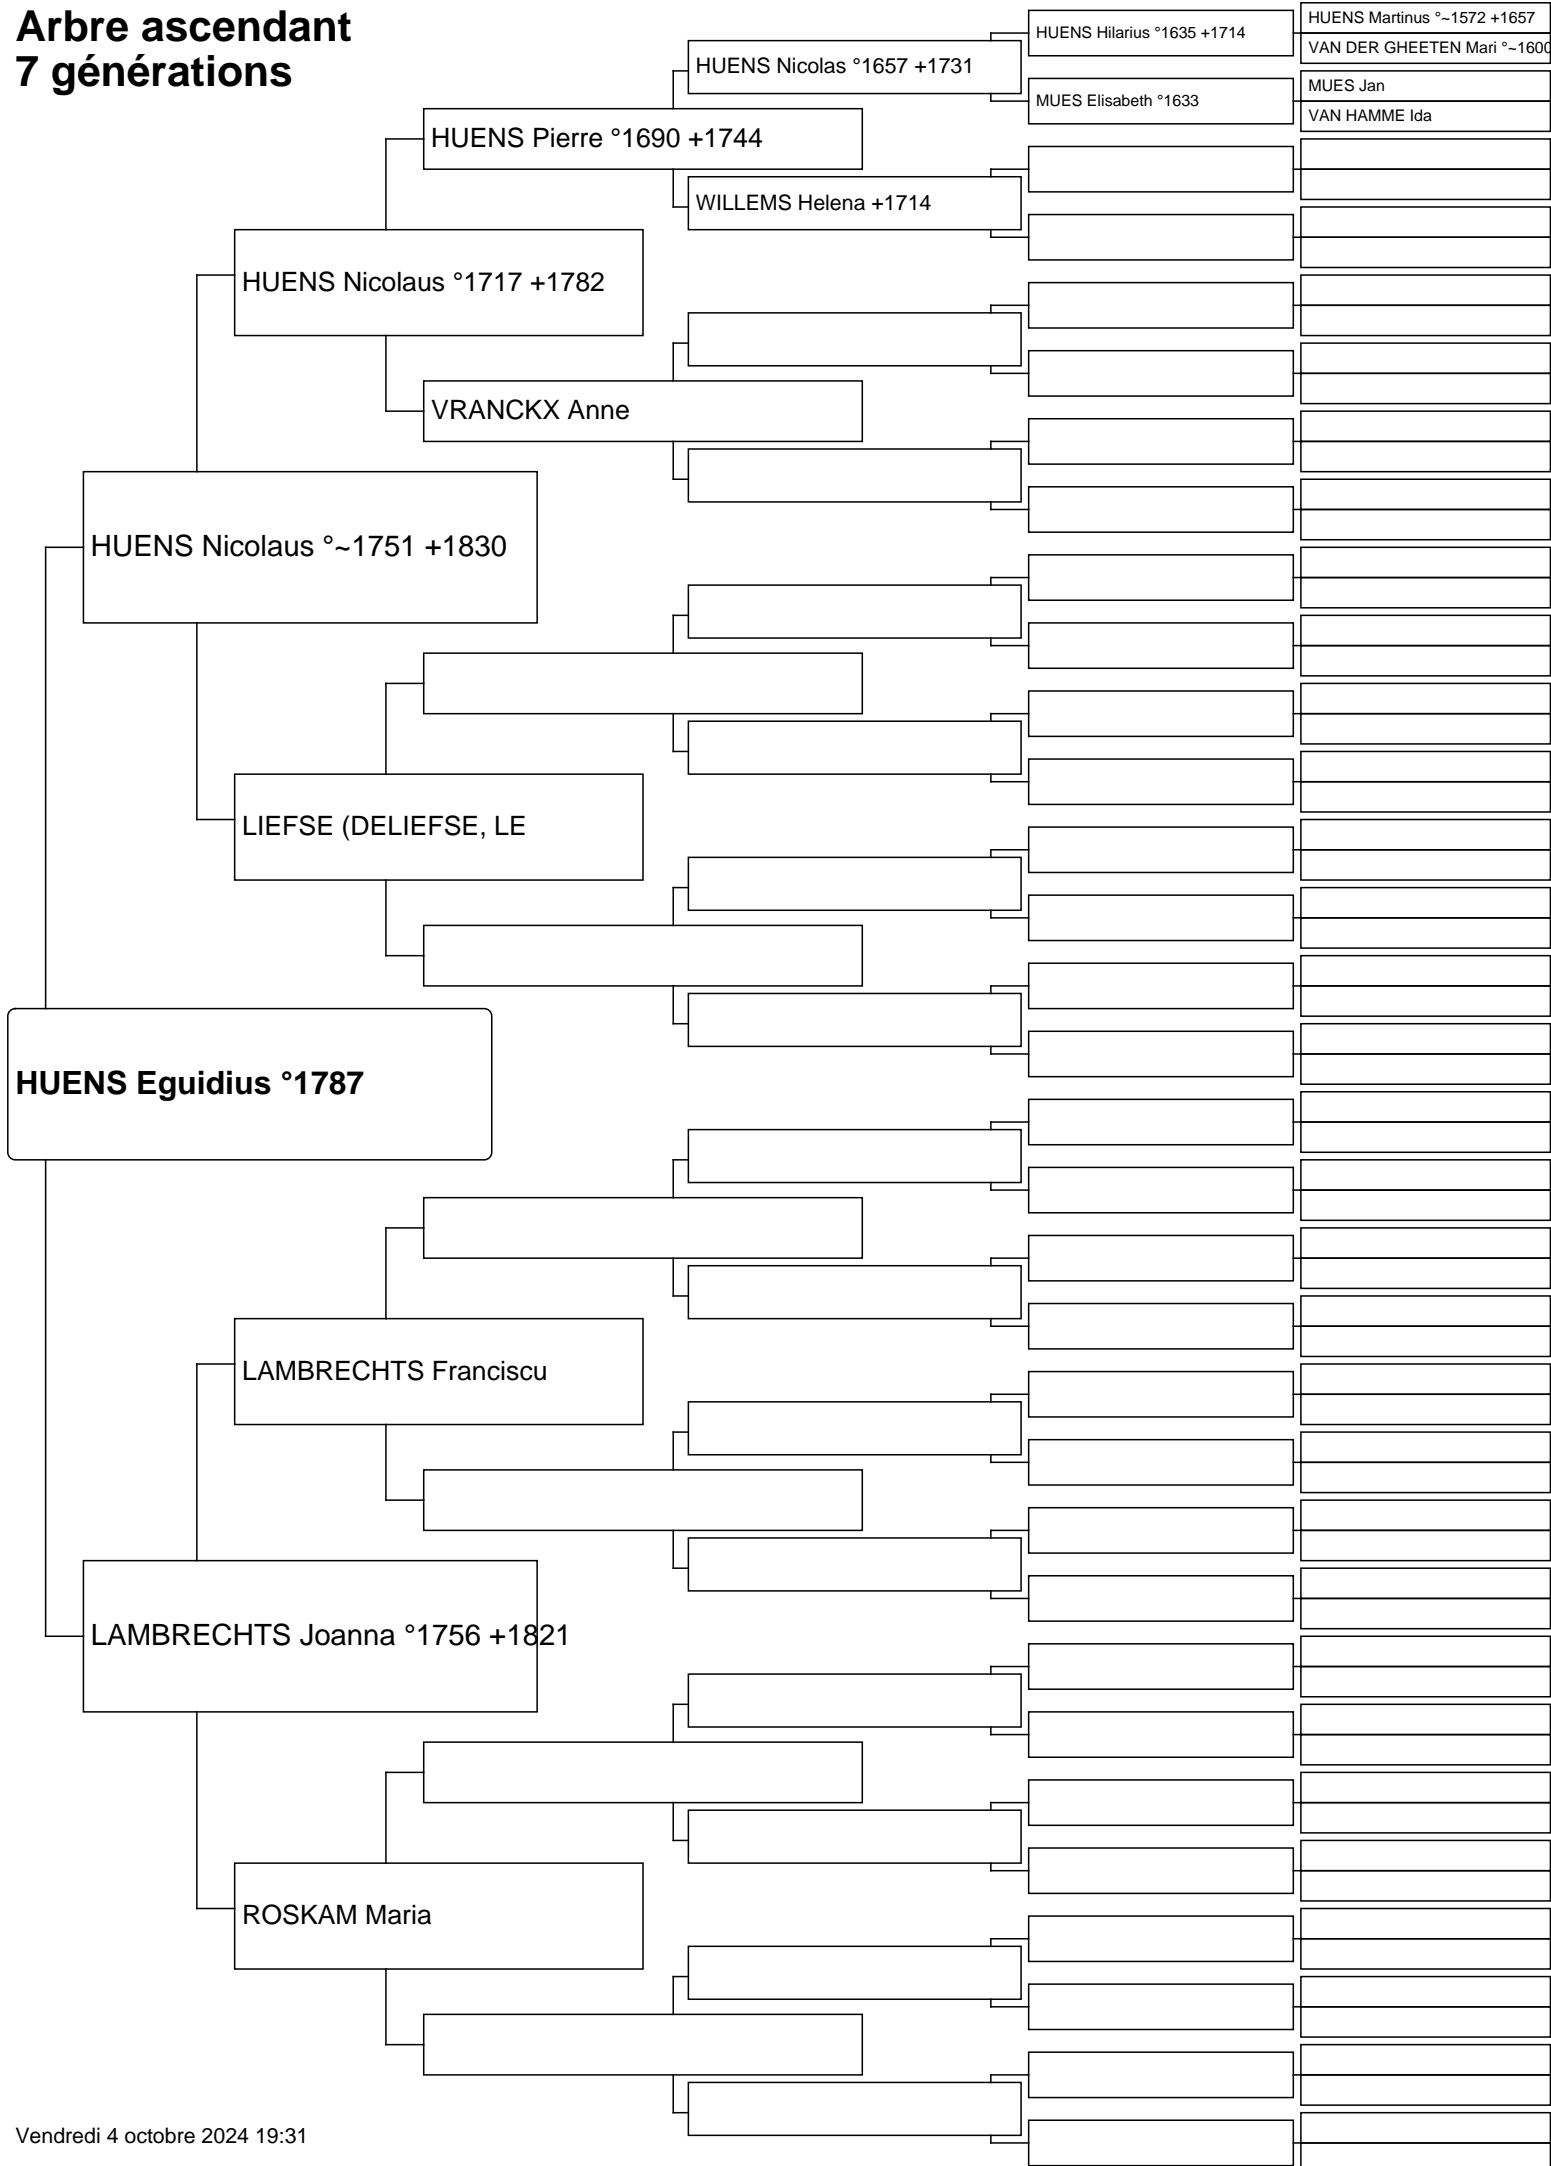 Arbre ascendant
7 générations
HUENS Martinus °~1572 +1657
HUENS Hilarius °1635 +1714
VAN DER GHEETEN Mari °~1600
HUENS Nicolas °1657 +1731
MUES Jan
MUES Elisabeth °1633
VAN HAMME Ida
HUENS Pierre °1690 +1744
WILLEMS Helena +1714
HUENS Nicolaus °1717 +1782
VRANCKX Anne
HUENS Nicolaus °~1751 +1830
LIEFSE (DELIEFSE, LE
HUENS Eguidius °1787
LAMBRECHTS Franciscu
LAMBRECHTS Joanna °1756 +1821
ROSKAM Maria
Vendredi 4 octobre 2024 19:31